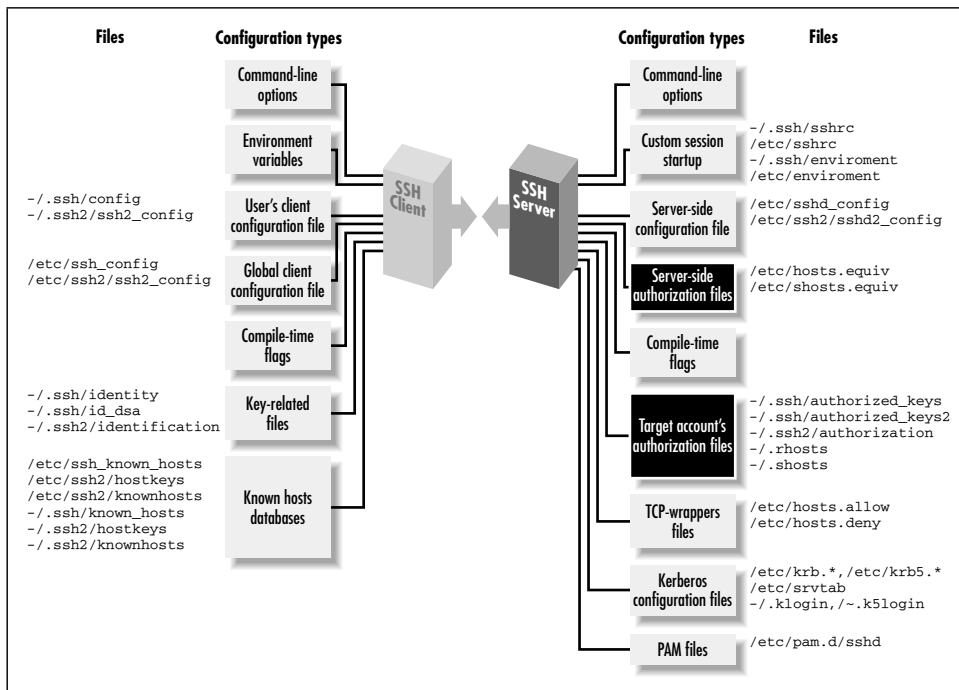 Files
Configuration types
Command-line
options
Environment
variables
-/.ssh/config
-/.ssh2/ssh2_config
User's client
configuration file
/etc/ssh_config
/etc/ssh2/ssh2_config
Global client
configuration file
Compile-time
flags
-/.ssh/identity
-/.ssh/id_dsa
-/.ssh2/identification
Key-related
files
/etc/ssh_known_hosts
/etc/ssh2/hostkeys
/etc/ssh2/knownhosts
-/.ssh/known_hosts
-/.ssh2/hostkeys
-/.ssh2/knownhosts
Known hosts
databases
SSH
Client
SSH
Server
Configuration types
Files
Command-line
options
Custom session
startup
-/.ssh/sshrc
/etc/sshrc
-/.ssh/enviroment
/etc/enviroment
Server-side
configuration file
/etc/sshd_config
/etc/ssh2/sshd2_config
Server-side
authorization files
/etc/hosts.equiv
/etc/shosts.equiv
Compile-time
flags
Target account's
authorization files
-/.ssh/authorized_keys
-/.ssh/authorized_keys2
-/.ssh2/authorization
-/.rhosts
-/.shosts
TCP-wrappers
files
/etc/hosts.allow
/etc/hosts.deny
Kerberos
configuration files
/etc/krb.*,/etc/krb5.*
/etc/srvtab
-/.klogin,/~.k5login
PAM files
/etc/pam.d/sshd